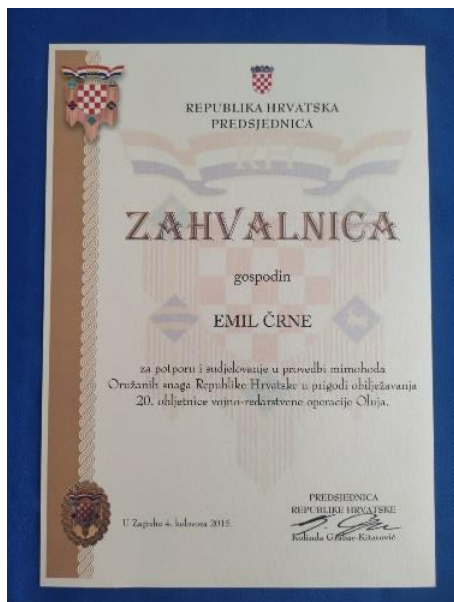 REPUBLIKA HRVATSKA
PREDSJEDNICA
RH
ZAHVALNICA
gospodin
EMIL ČRNE
za potporu i sudjelovanje u provedbi mimohoda
Oružanih snaga Republike Hrvatske u prigodi obilježavanja
20. obljetnice vojno-redarstvene operacije Oluja.
U Zagrebu 4. kolovoza 2015.
PREDSJEDNICA
REPUBLIKE HRVATSKE
Kolinda Grabar-Kitarović